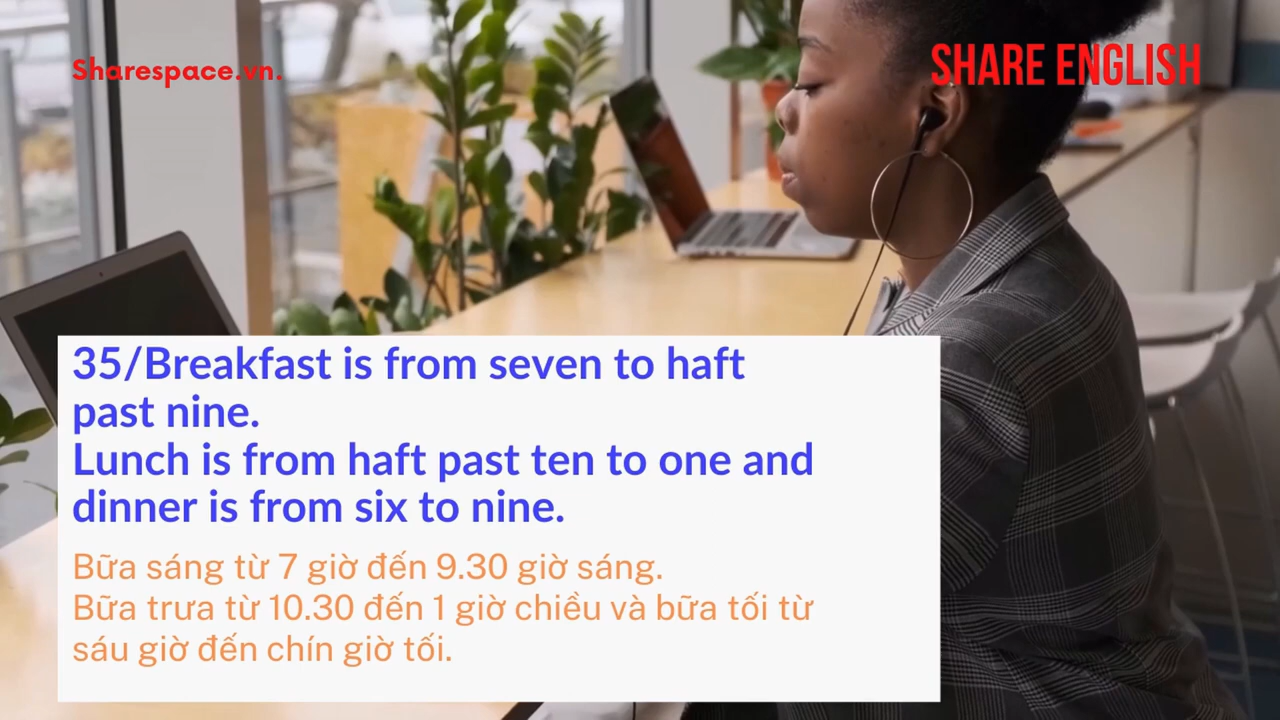 Sharespace.vn.
SHARE ENGLISH
35/Breakfast is from seven to haft
past nine.
Lunch is from haft past ten to one and
dinner is from six to nine.
Bữa sáng từ 7 giờ đến 9.30 giờ sáng.
Bữa trưa từ 10.30 đến 1 giờ chiều và bữa tối từ
sáu giờ đến chín giờ tối.